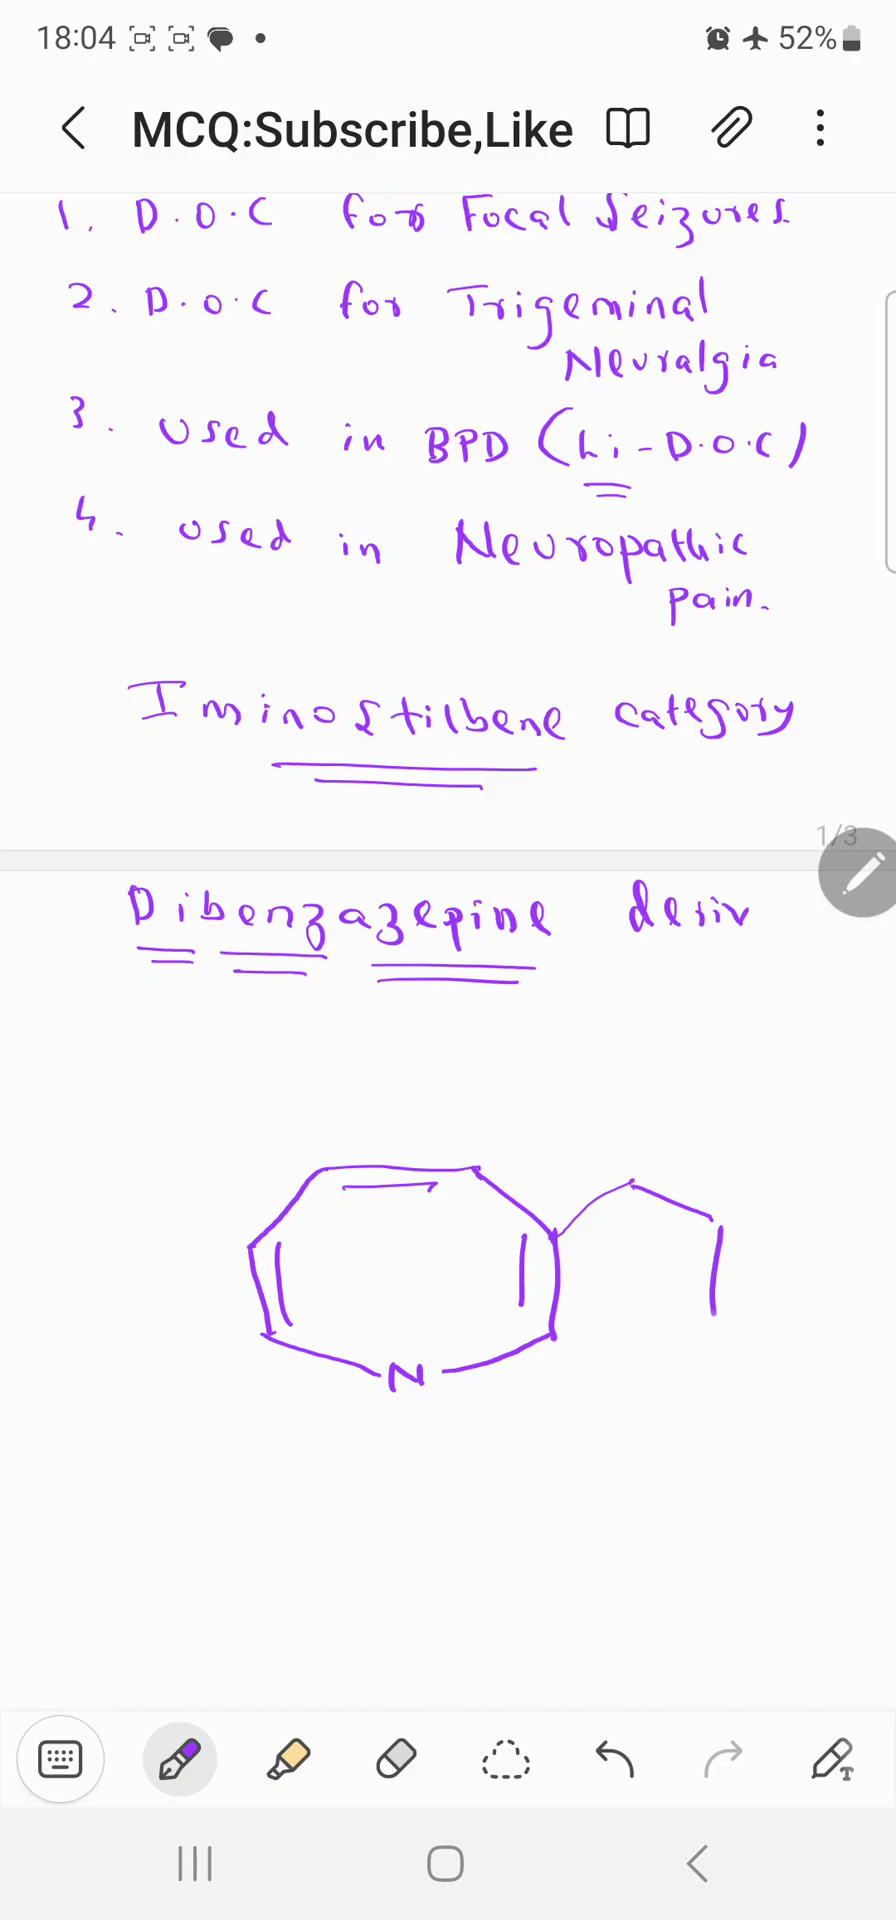 18:04
52%
MCQ:Subscribe,Like
1. D.O.C for Focal Seizures.
2. D.O.C for Trigeminal
Neuralgia
3. Used in BPD (Li-D.O.C)
4. Used in Neuropathic
pain.
Iminostilbene category
1/3
Dibenzazepine deriv
N
T